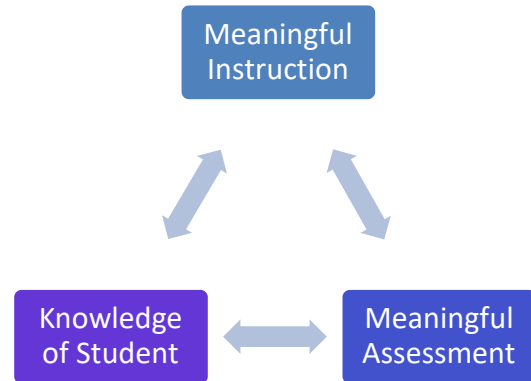 Meaningful
Instruction
Knowledge
of Student
Meaningful
Assessment